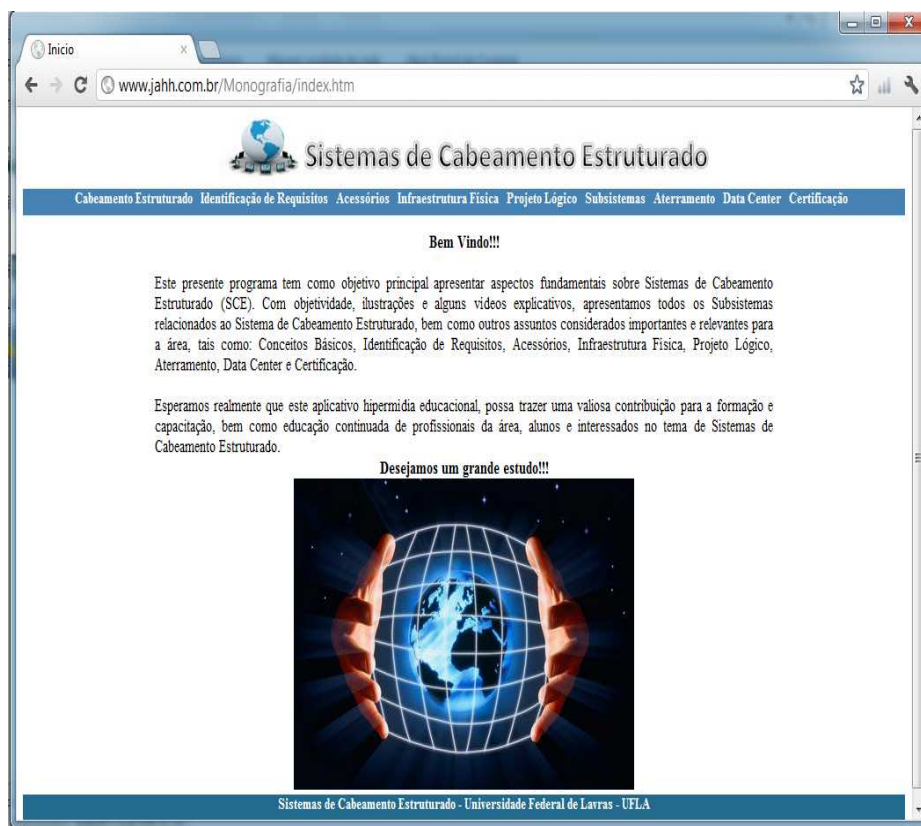 Inicio
www.jahh.com.br/Monografia/index.htm
Sistemas de Cabeamento Estruturado
Cabeamento Estruturado Identificação de Requisitos Acessórios Infraestrutura Física Projeto Lógico Subsistemas Aterramento Data Center Certificação
Bem Vindo!!!
Este presente programa tem como objetivo principal apresentar aspectos fundamentais sobre Sistemas de Cabeamento
Estruturado (SCE). Com objetividade, ilustrações e alguns vídeos explicativos, apresentamos todos os Subsistemas
relacionados ao Sistema de Cabeamento Estruturado, bem como outros assuntos considerados importantes e relevantes para
a área, tais como: Conceitos Básicos, Identificação de Requisitos, Acessórios, Infraestrutura Física, Projeto Lógico,
Aterramento, Data Center e Certificação.
Esperamos realmente que este aplicativo hipermídia educacional, possa trazer uma valiosa contribuição para a formação e
capacitação, bem como educação continuada de profissionais da área, alunos e interessados no tema de Sistemas de
Cabeamento Estruturado.
Desejamos um grande estudo!!!
Sistemas de Cabeamento Estruturado - Universidade Federal de Lavras - UFLA